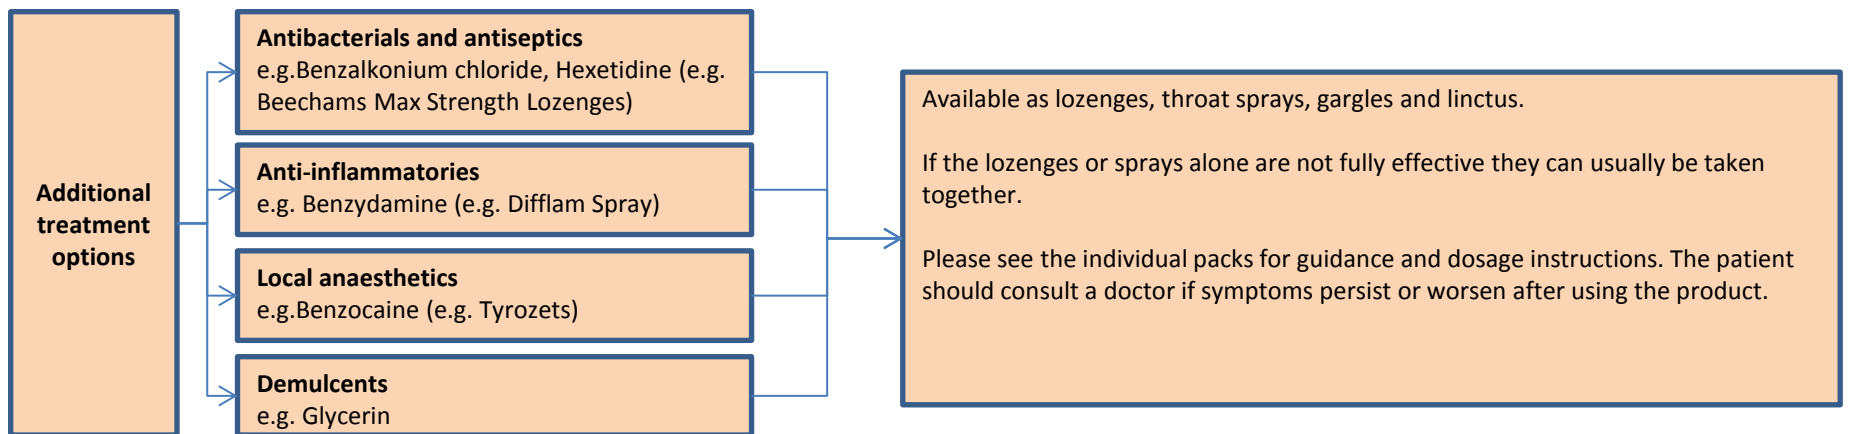 Additional
treatment
options
Antibacterials and antiseptics
e.g.Benzalkonium chloride, Hexetidine (e.g.
Beechams Max Strength Lozenges)
Anti-inflammatories
e.g. Benzydamine (e.g. Difflam Spray)
Local anaesthetics
e.g.Benzocaine (e.g. Tyrozets)
Demulcents
e.g. Glycerin
Available as lozenges, throat sprays, gargles and linctus.
If the lozenges or sprays alone are not fully effective they can usually be taken
together.
Please see the individual packs for guidance and dosage instructions. The patient
should consult a doctor if symptoms persist or worsen after using the product.